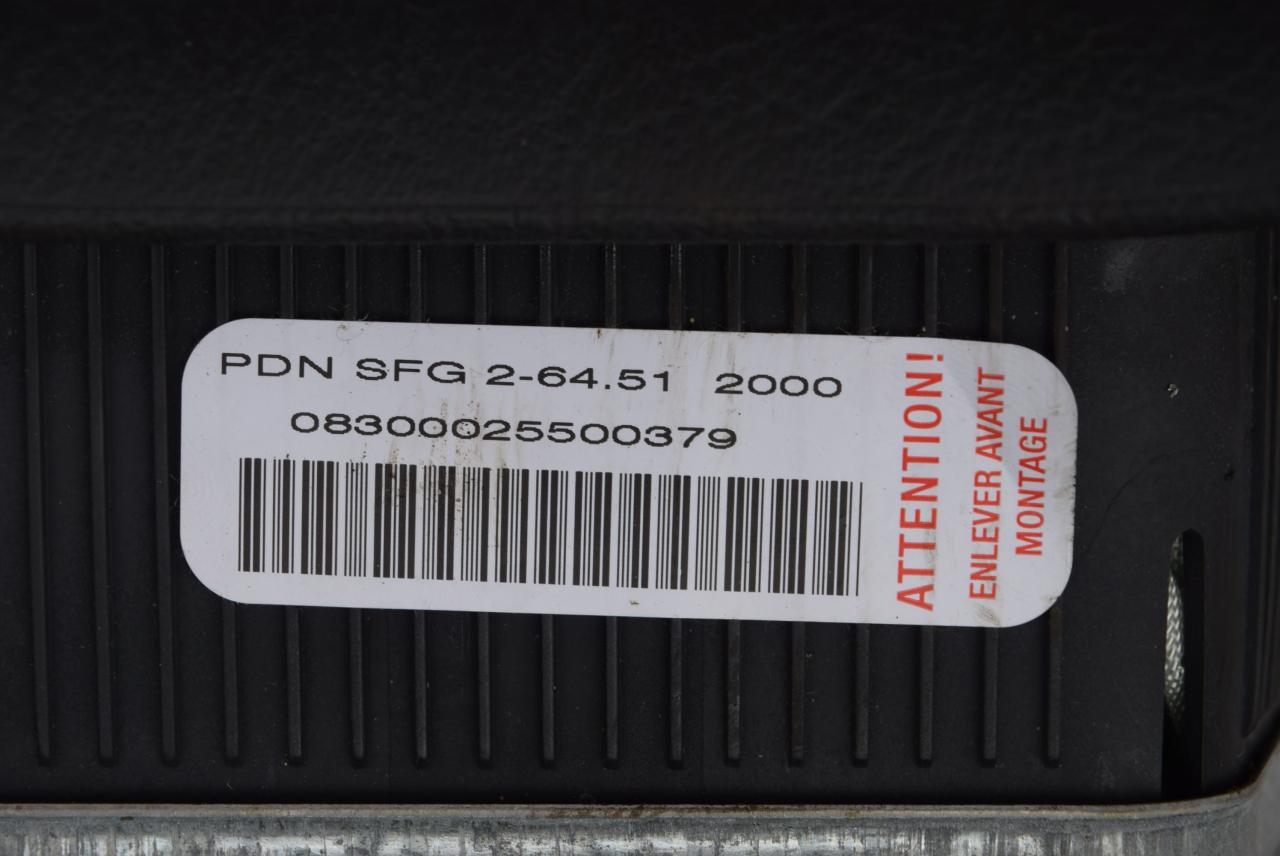 PDN SFG 2-64.51 2000
08300025500379
ATTENTION!
ENLEVER AVANT
MONTAGE